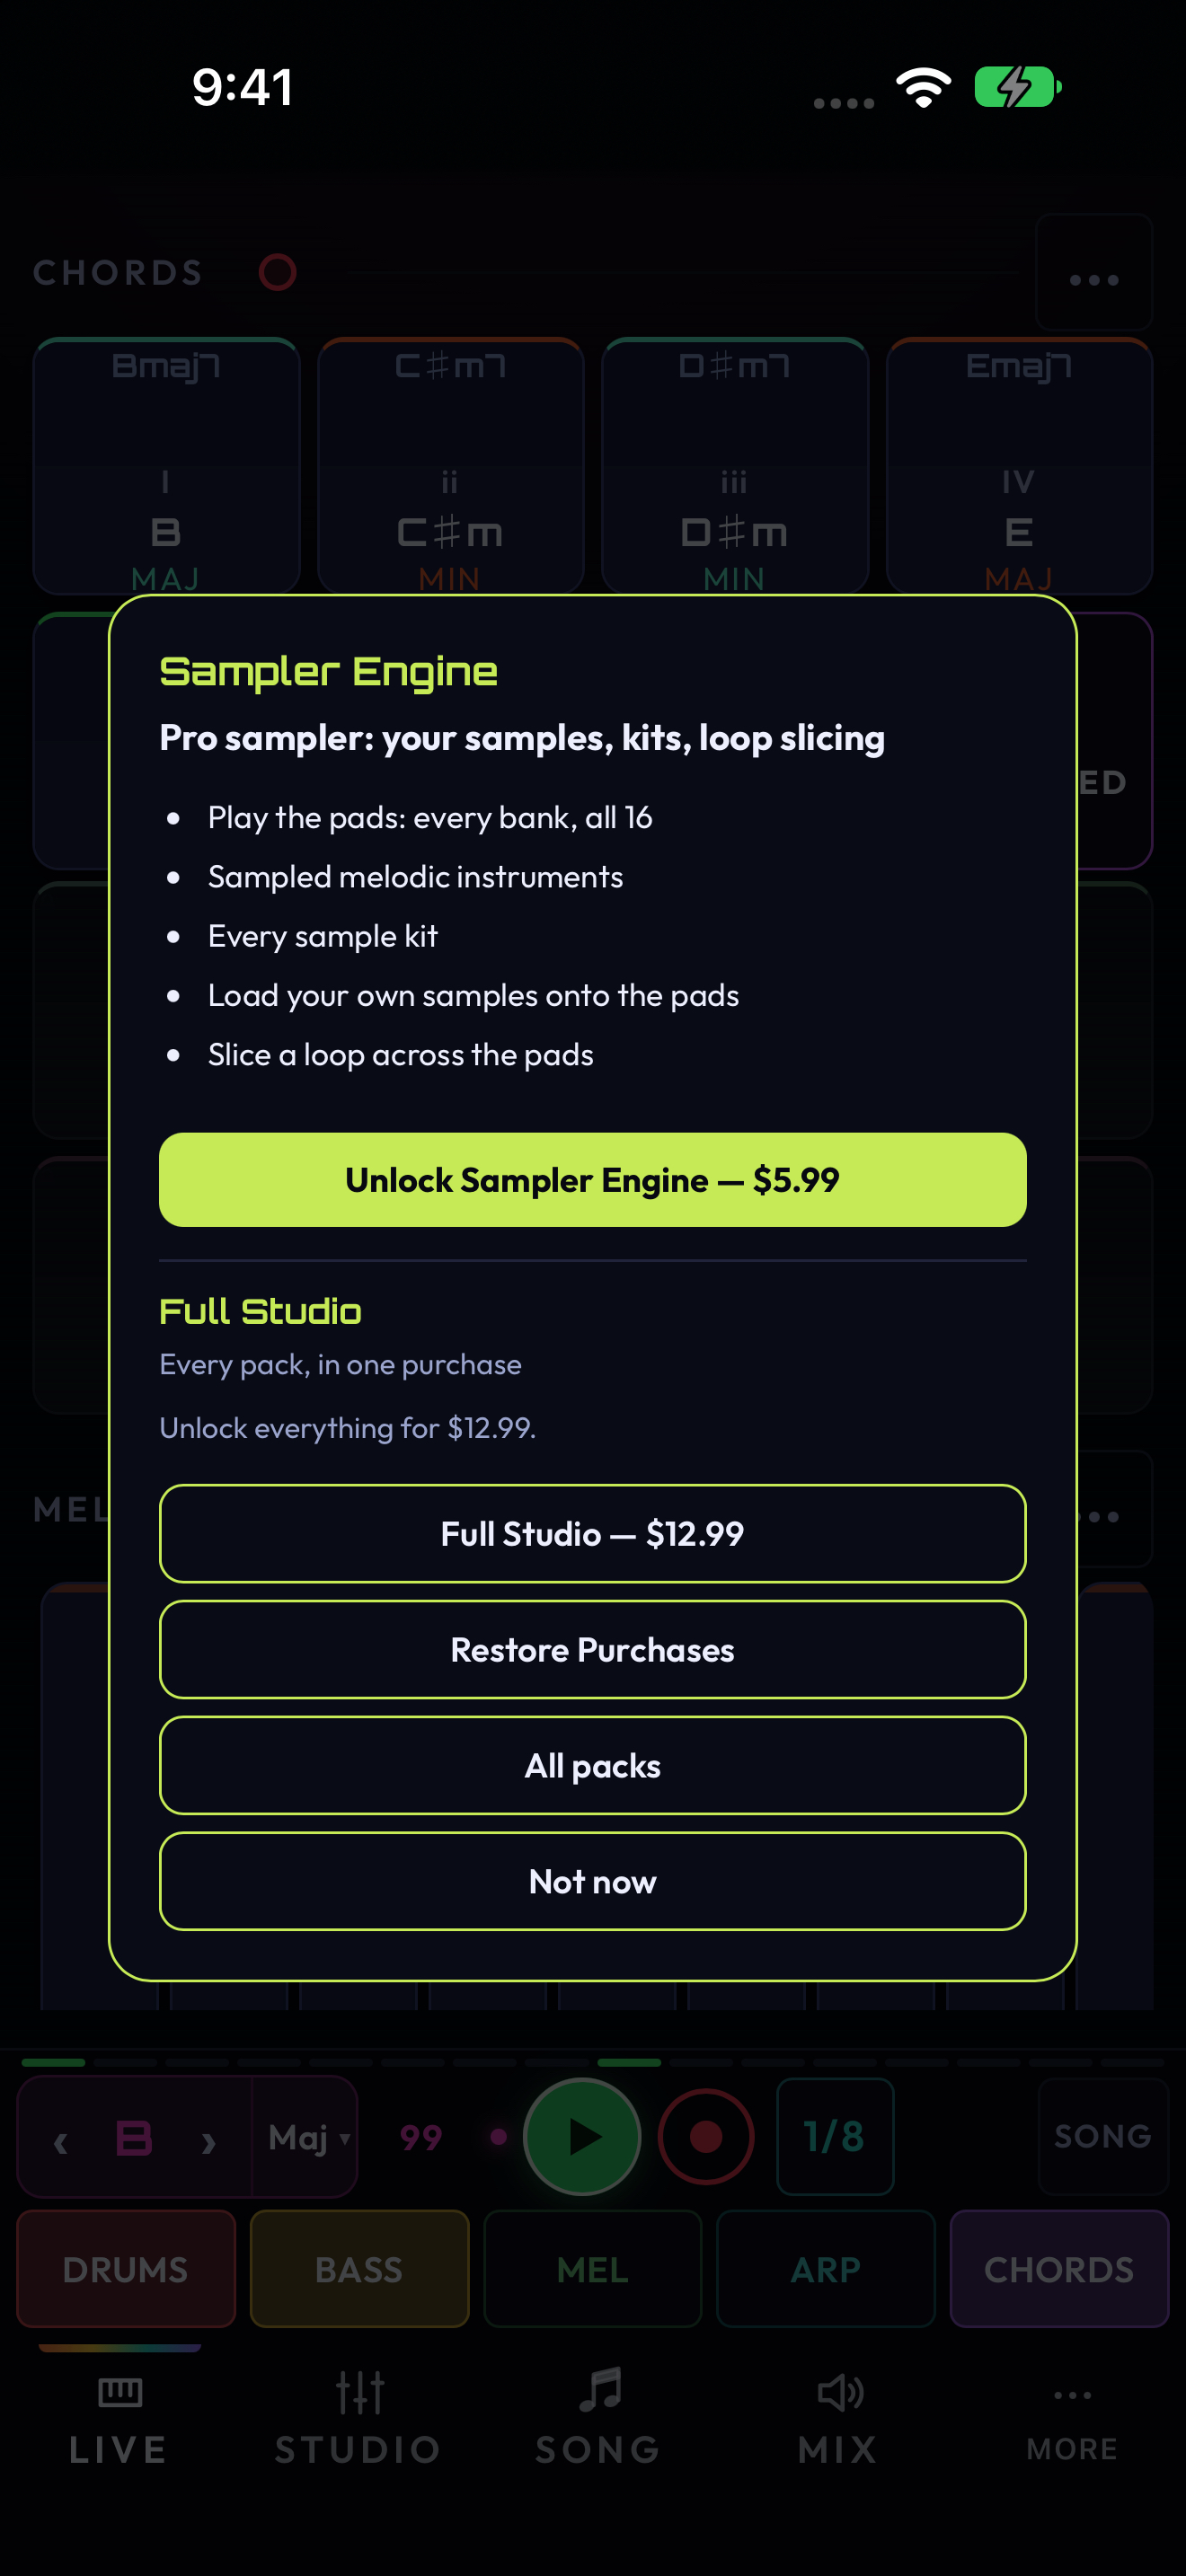 9:41
CHORDS
...
Bmaj7 C♯m7 D♯m7 Emaj7
I ii iii IV
B C♯m D♯m E
MAJ MIN MIN MAJ
Sampler Engine
Pro sampler: your samples, kits, loop slicing
ED
• Play the pads: every bank, all 16
• Sampled melodic instruments
• Every sample kit
• Load your own samples onto the pads
• Slice a loop across the pads
Unlock Sampler Engine — $5.99
Full Studio
Every pack, in one purchase
Unlock everything for $12.99.
MEL
Full Studio — $12.99
Restore Purchases
All packs
Not now
‹ B › Maj ▾ 99 1/8 SONG
DRUMS BASS MEL ARP CHORDS
LIVE STUDIO SONG MIX MORE